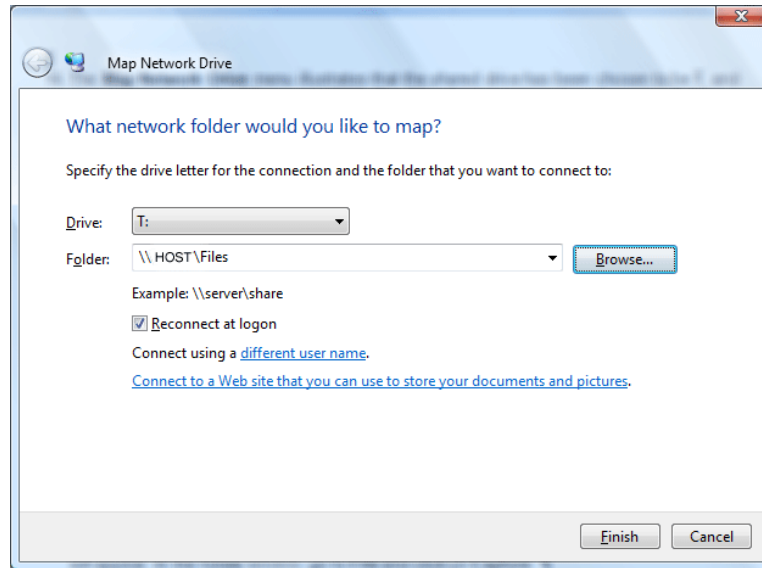 Map Network Drive
What network folder would you like to map?
Specify the drive letter for the connection and the folder that you want to connect to:
Drive: T:
Folder: \\ HOST\Files Browse...
Example: \\server\share
Reconnect at logon
Connect using a different user name.
Connect to a Web site that you can use to store your documents and pictures.
Finish Cancel